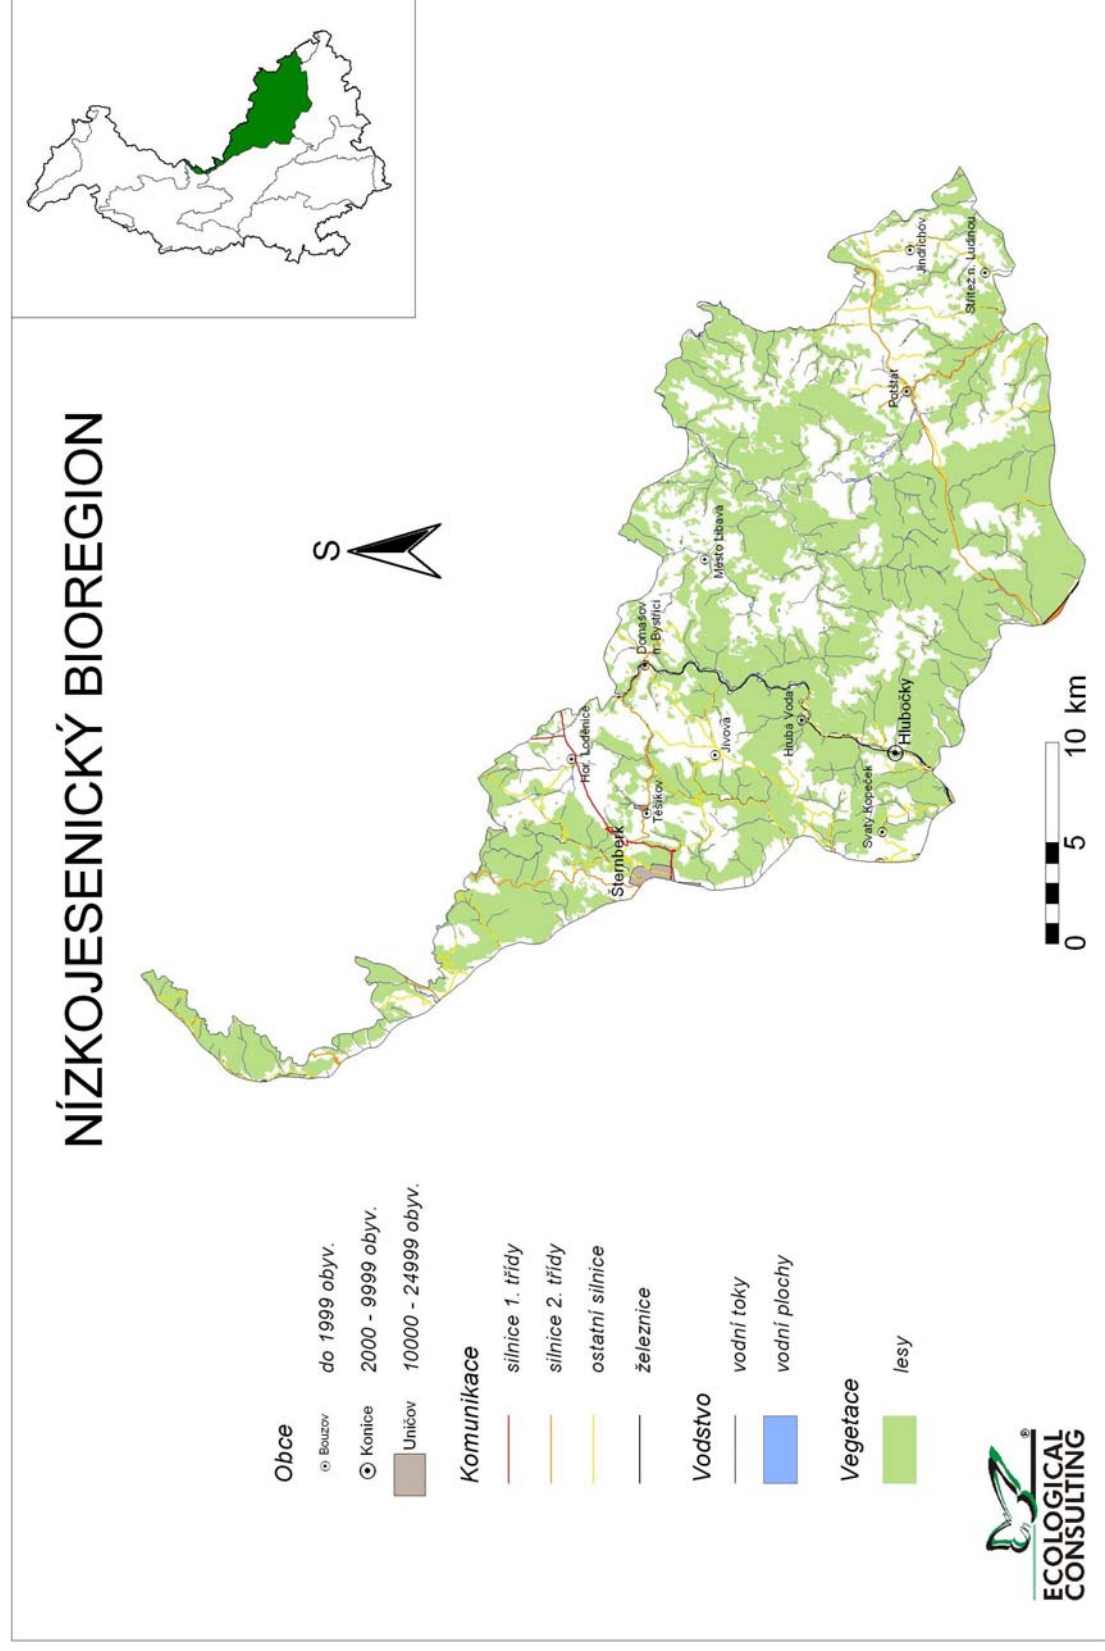 NÍZKOJESENICKÝ BIOREGION
S
Hor. Loděnice
Šternberk
Těšíkov
Domašov
n. Bystřicí
Město Libavá
Jívová
Hrubá Voda
Svatý Kopeček
Hlubočky
Potštát
Jindřichov
Střítež n. Ludinou
0 5 10 km
Obce
Bouzov do 1999 obyv.
Konice 2000 - 9999 obyv.
Uničov 10000 - 24999 obyv.
Komunikace
silnice 1. třídy
silnice 2. třídy
ostatní silnice
železnice
Vodstvo
vodní toky
vodní plochy
Vegetace
lesy
ECOLOGICAL
CONSULTING
®